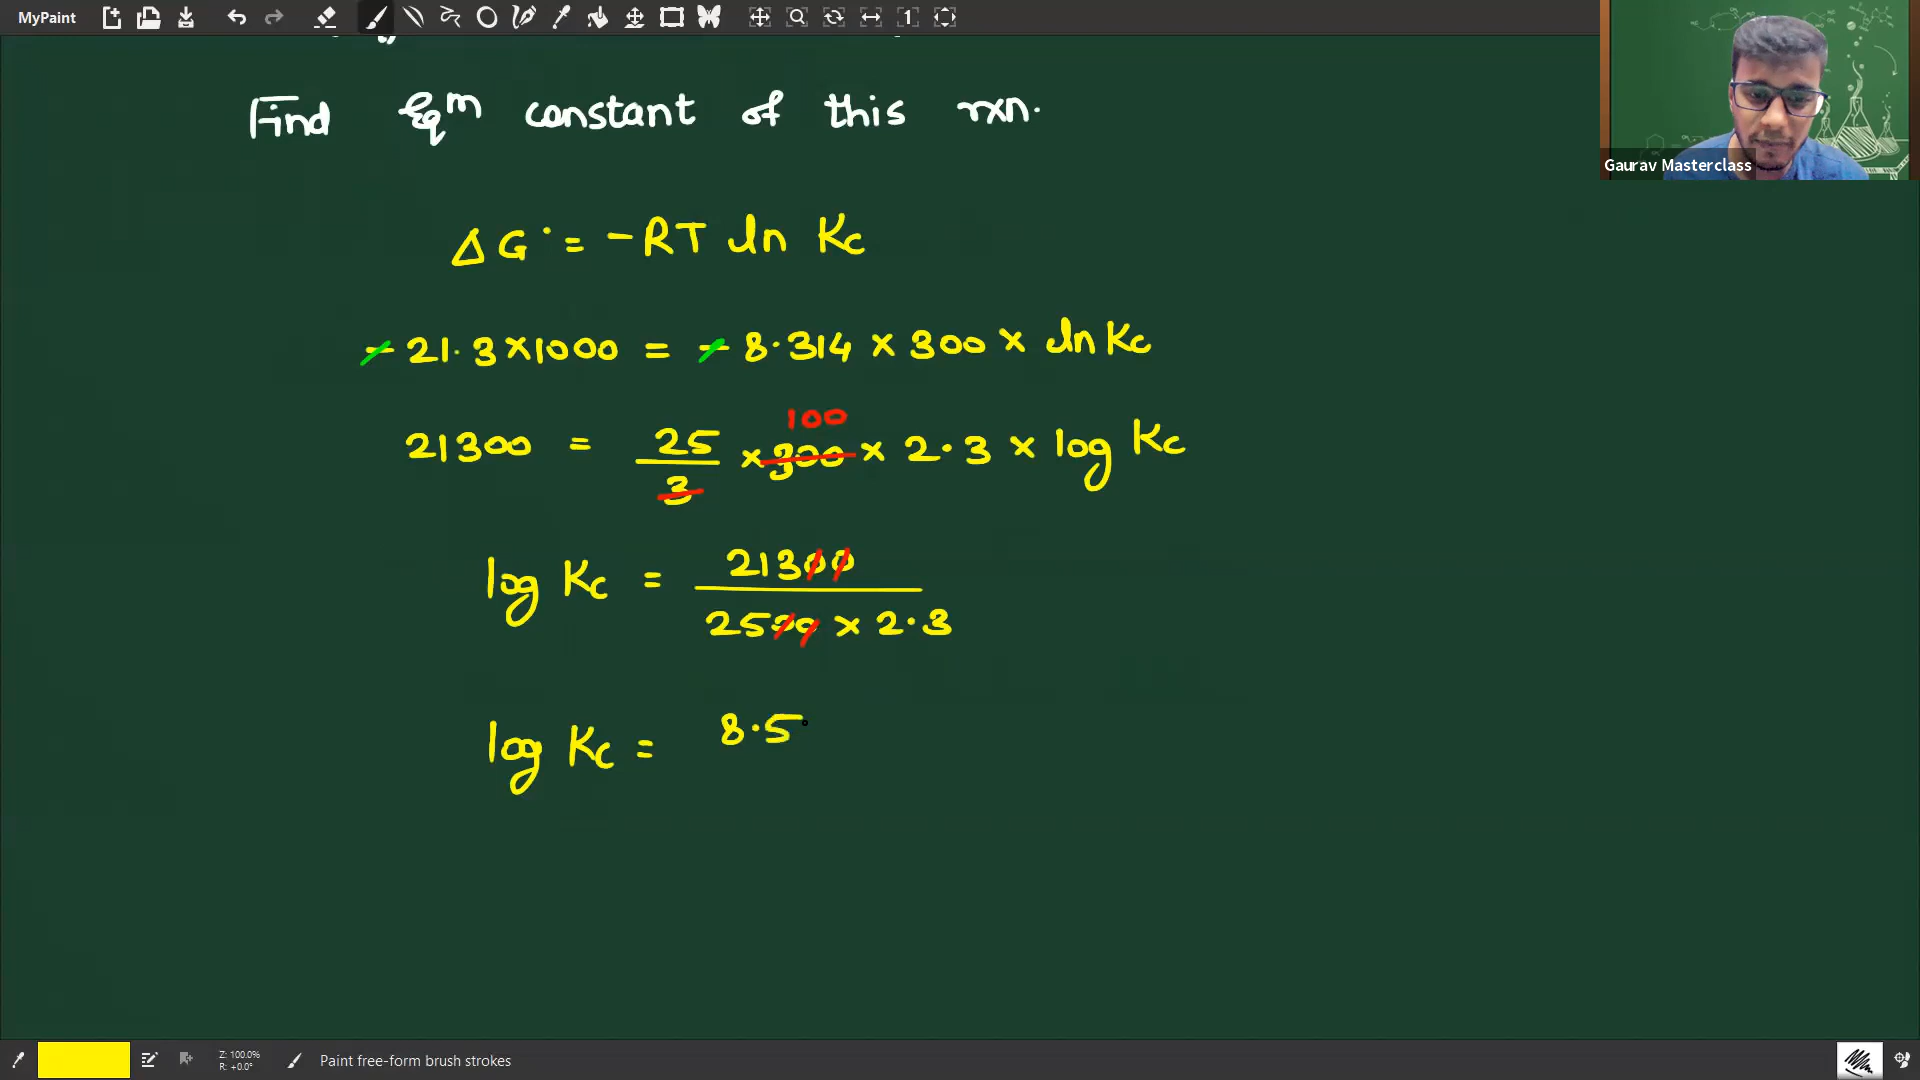 MyPaint
1
Gaurav Masterclass
Find Eqᵐ constant of this rxn.
ΔG° = -RT ln Kc
-21.3×1000 = -8.314 × 300 × ln Kc
100
21300 = 25/3 × 300 × 2.3 × log Kc
log Kc = 21300/2500 × 2.3
log Kc = 8.5
Z: 100.0%
R: +0.0°
Paint free-form brush strokes